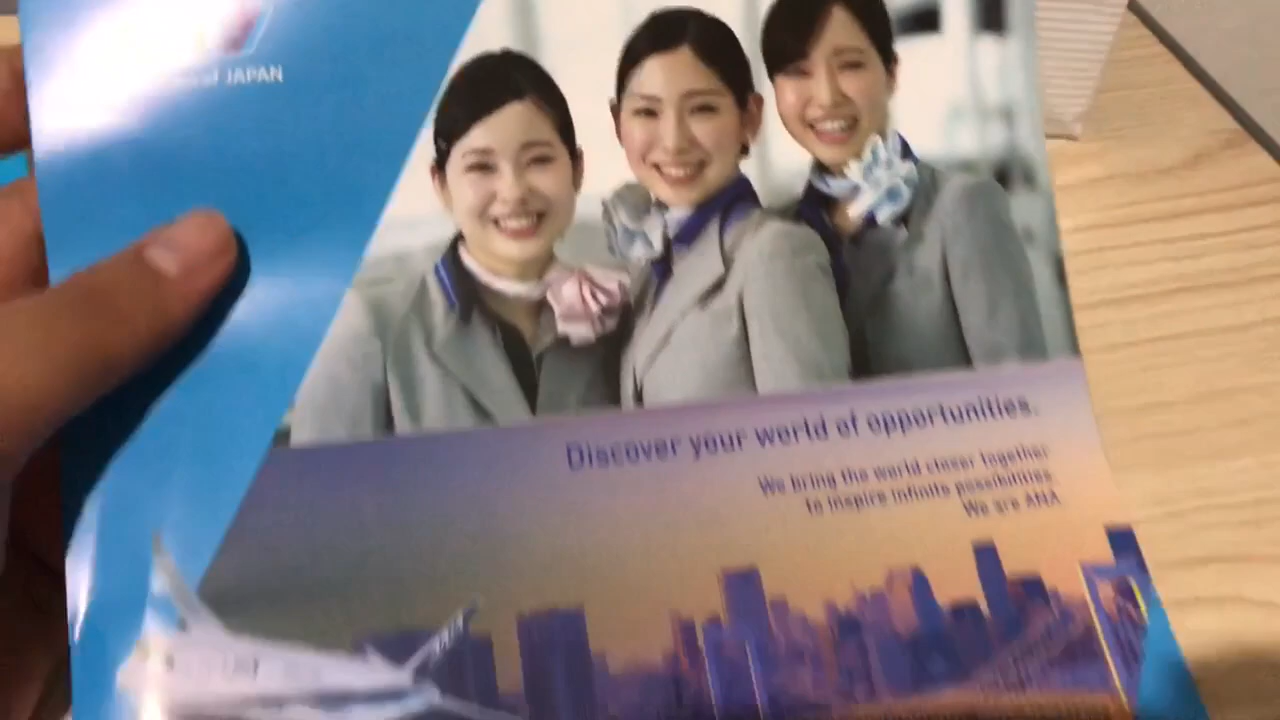 of JAPAN
Discover your world of opportunities.
We bring the world closer together
to inspire infinite possibilities.
We are ANA